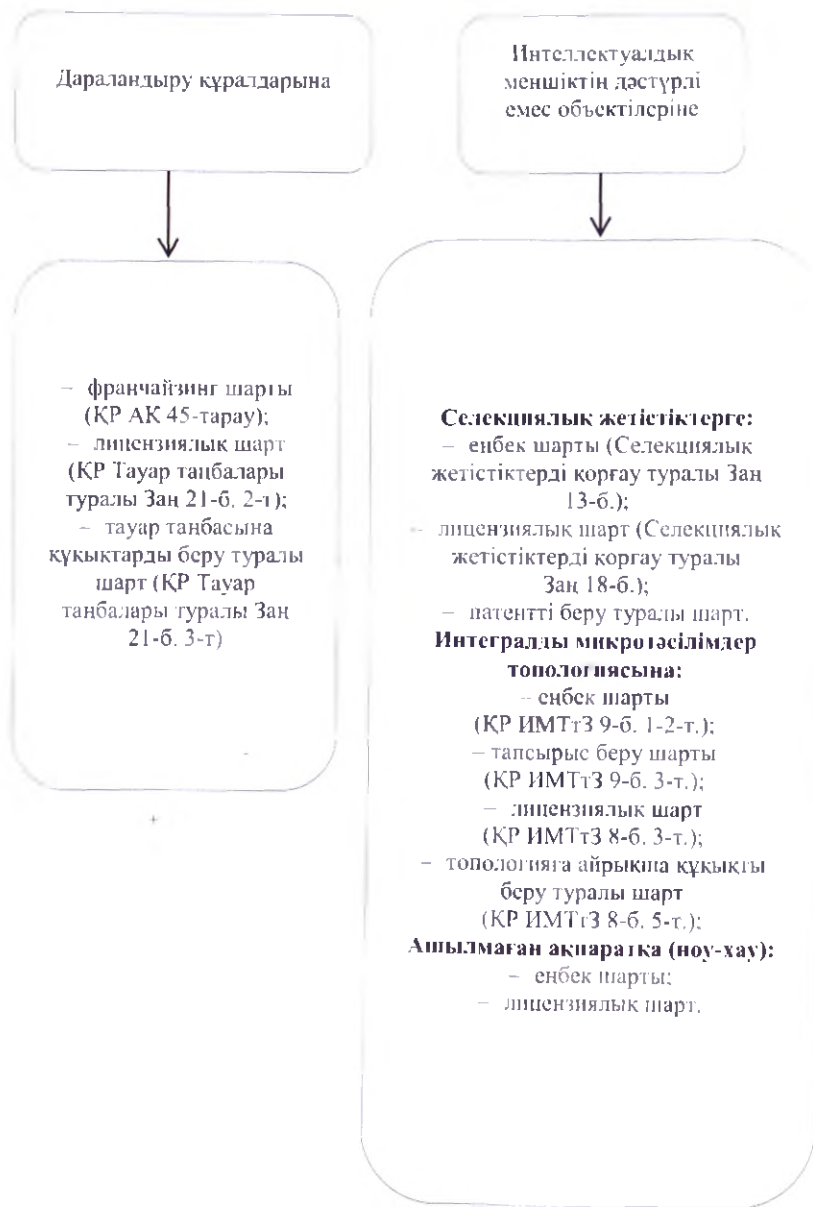 Дараландыру құралдарына
Интеллектуалдық
меншіктің дәстүрлі
емес объектілеріне
– франчайзинг шарты
(ҚР АК 45-тарау);
– лицензиялық шарт
(ҚР Тауар таңбалары
туралы Заң 21-б. 2-т);
– тауар таңбасына
құқықтарды беру туралы
шарт (ҚР Тауар
таңбалары туралы Заң
21-б. 3-т)
Селекциялық жетістіктерге:
– еңбек шарты (Селекциялық
жетістіктерді қорғау туралы Заң
13-б.);
– лицензиялық шарт (Селекциялық
жетістіктерді қорғау туралы
Заң 18-б.);
– патентті беру туралы шарт.
Интегралды микротәсілімдер
топологиясына:
– еңбек шарты
(ҚР ИМТтЗ 9-б. 1-2-т.);
– тапсырыс беру шарты
(ҚР ИМТтЗ 9-б. 3-т.);
– лицензиялық шарт
(ҚР ИМТтЗ 8-б. 3-т.);
– топологияға айрықша құқықты
беру туралы шарт
(ҚР ИМТтЗ 8-б. 5-т.);
Ашылмаған ақпаратқа (ноу-хау):
– еңбек шарты;
– лицензиялық шарт.